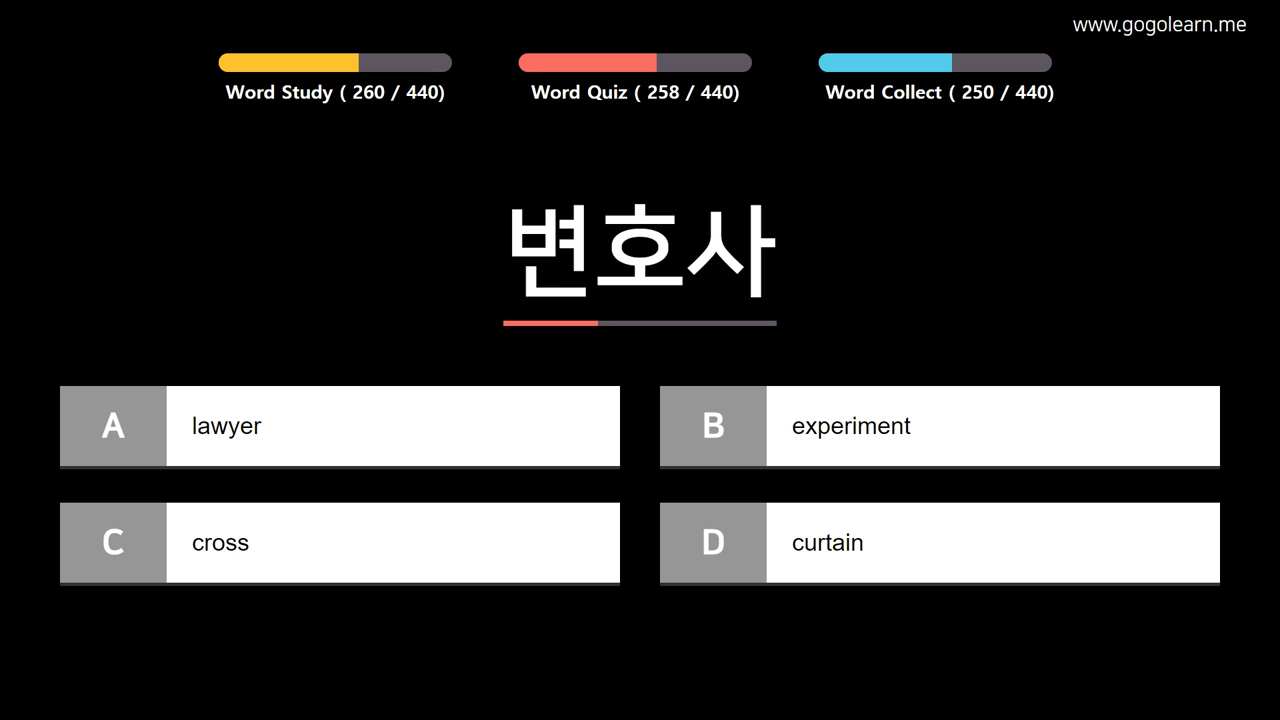 www.gogolearn.me
Word Study ( 260 / 440)
Word Quiz ( 258 / 440)
Word Collect ( 250 / 440)
변호사
A lawyer
B experiment
C cross
D curtain